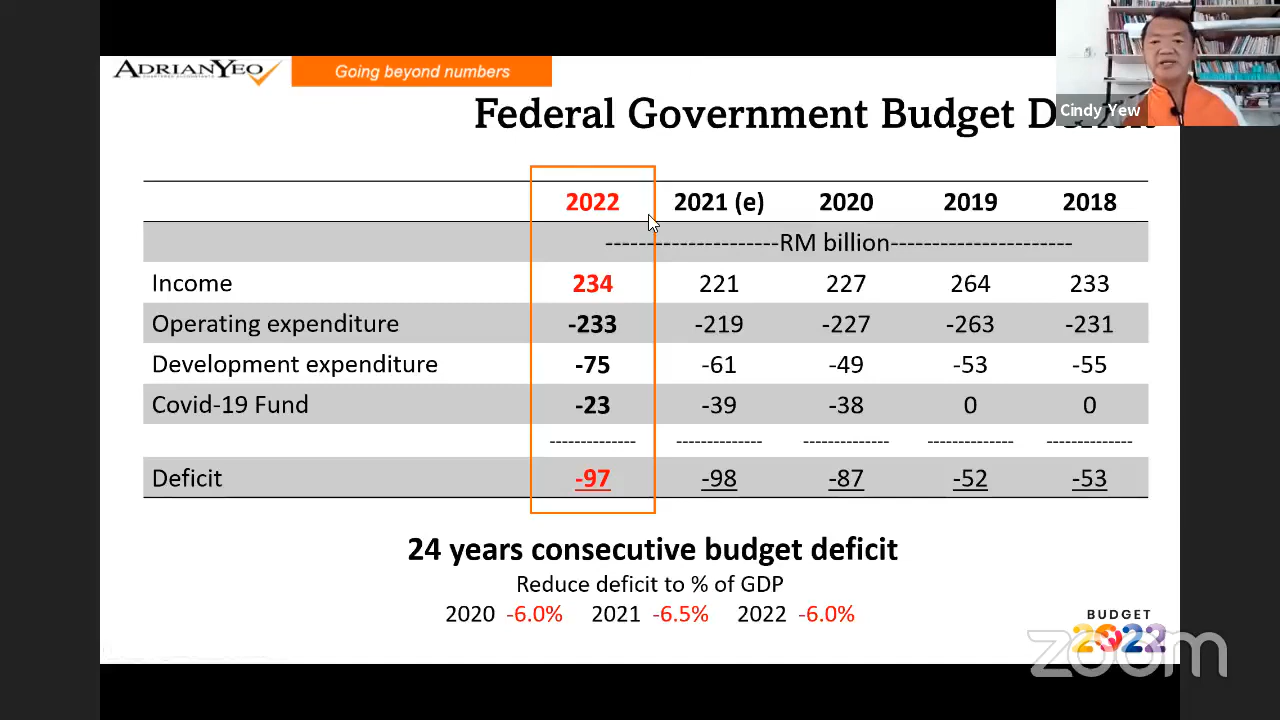 ADRIANYEO
CHARTERED ACCOUNTANTS
Going beyond numbers
Cindy Yew
Federal Government Budget Deficit
2022 2021 (e) 2020 2019 2018
----------------------RM billion-----------------------
Income 234 221 227 264 233
Operating expenditure -233 -219 -227 -263 -231
Development expenditure -75 -61 -49 -53 -55
Covid-19 Fund -23 -39 -38 0 0
-------------- -------------- -------------- -------------- --------------
Deficit -97 -98 -87 -52 -53
24 years consecutive budget deficit
Reduce deficit to % of GDP
2020 -6.0% 2021 -6.5% 2022 -6.0%
BUDGET
2022
zoom